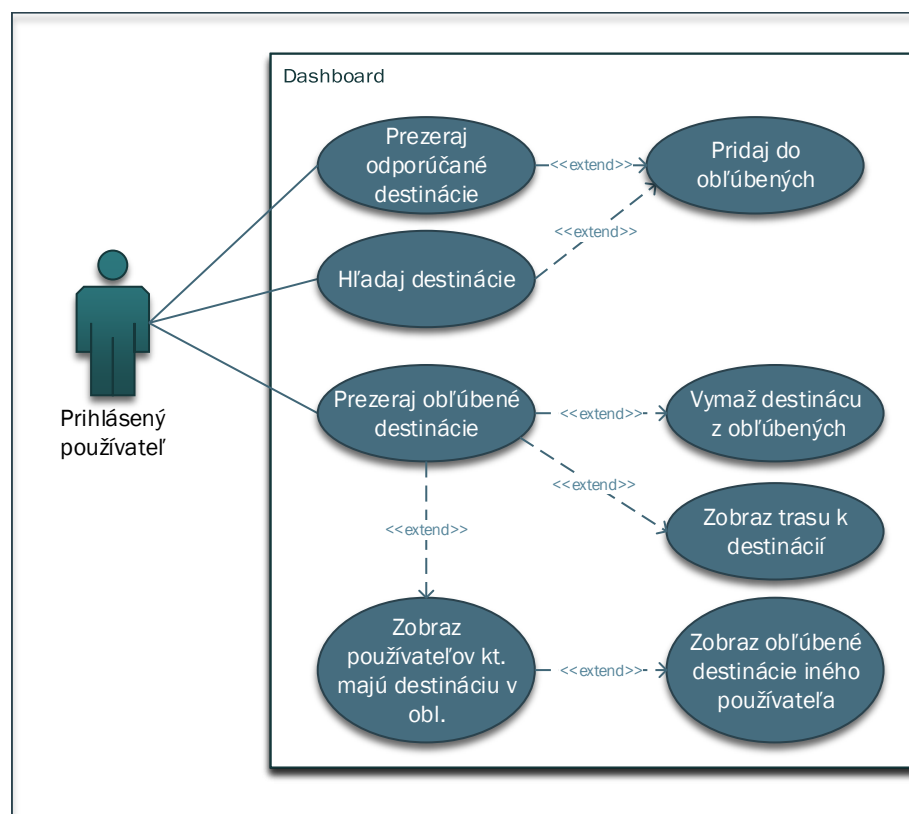 Dashboard
Prezeraj
odporúčané
destinácie
<<extend>>
Pridaj do
obľúbených
<<extend>>
Hľadaj destinácie
Prihlásený
používateľ
Prezeraj obľúbené
destinácie
<<extend>>
Vymaž destinácu
z obľúbených
<<extend>>
Zobraz trasu k
destinácií
<<extend>>
Zobraz
používateľov kt.
majú destináciu v
obl.
<<extend>>
Zobraz obľúbené
destinácie iného
používateľa